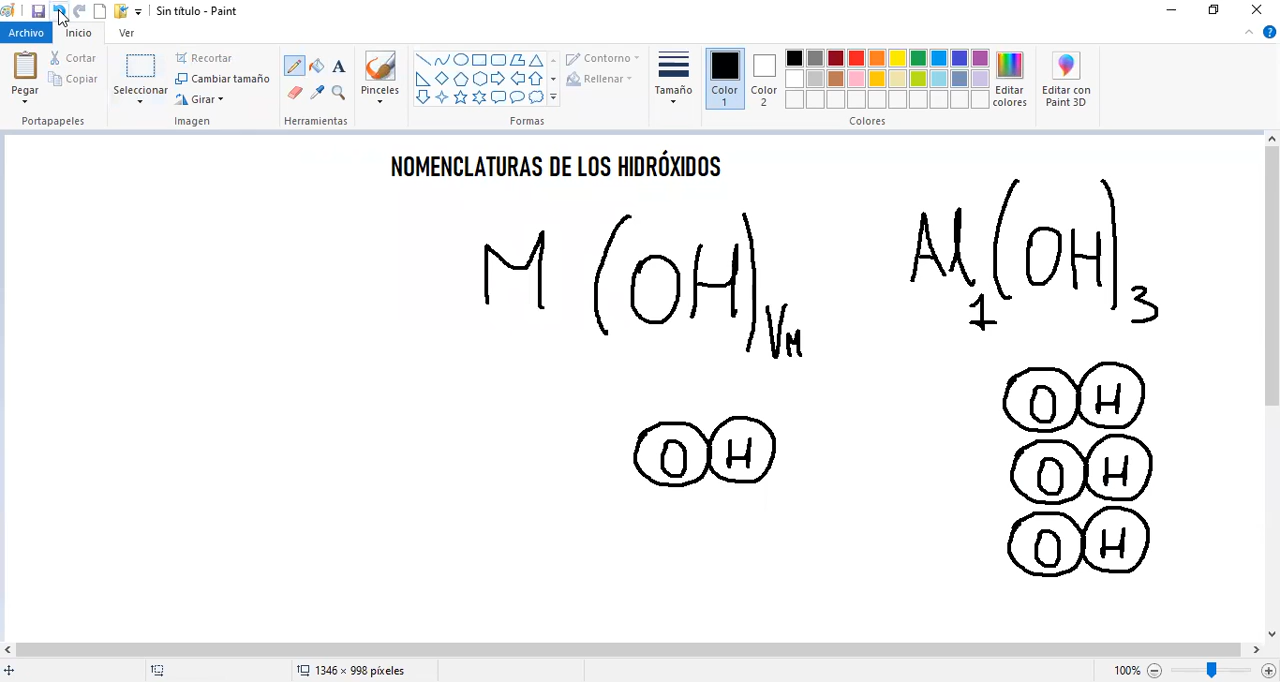 Sin título - Paint
Archivo Inicio Ver
Pegar
Cortar
Copiar
Portapapeles
Seleccionar
Recortar
Cambiar tamaño
Girar
Imagen
A
Herramientas
Pinceles
Contorno
Rellenar
Formas
Tamaño
Color 1
Color 2
Editar colores
Editar con Paint 3D
Colores
NOMENCLATURAS DE LOS HIDRÓXIDOS
M (OH)VM
Al1(OH)3
OH
OH
OH
OH
1346 × 998 píxeles
100%